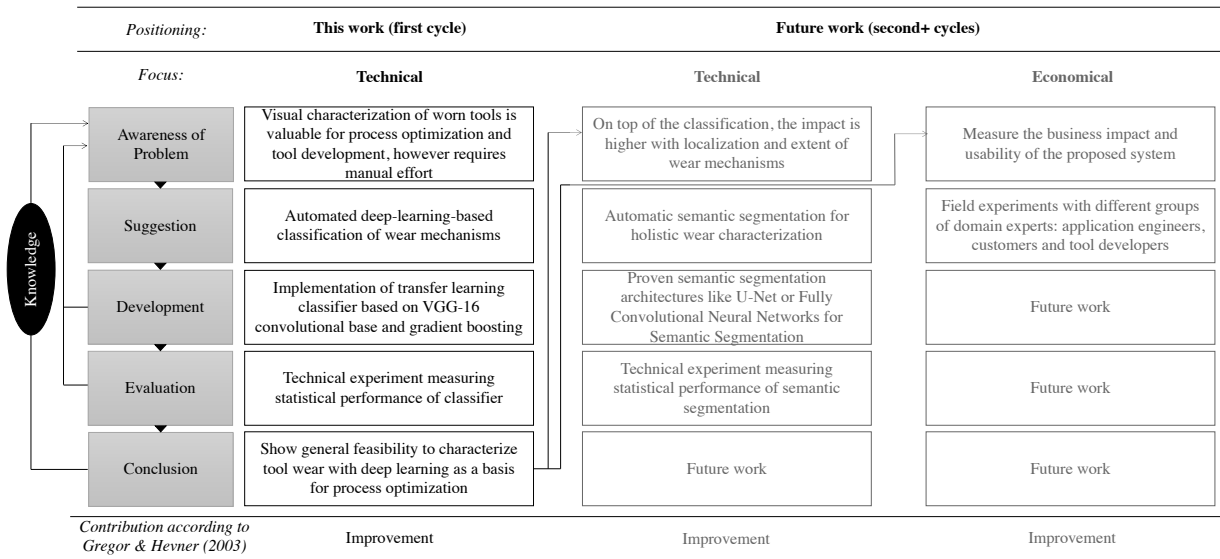 Positioning:
This work (first cycle)
Future work (second+ cycles)
Focus:
Technical
Technical
Economical
Knowledge
Awareness of
Problem
Visual characterization of worn tools is
valuable for process optimization and
tool development, however requires
manual effort
On top of the classification, the impact is
higher with localization and extent of
wear mechanisms
Measure the business impact and
usability of the proposed system
Suggestion
Automated deep-learning-based
classification of wear mechanisms
Automatic semantic segmentation for
holistic wear characterization
Field experiments with different groups
of domain experts: application engineers,
customers and tool developers
Development
Implementation of transfer learning
classifier based on VGG-16
convolutional base and gradient boosting
Proven semantic segmentation
architectures like U-Net or Fully
Convolutional Neural Networks for
Semantic Segmentation
Future work
Evaluation
Technical experiment measuring
statistical performance of classifier
Technical experiment measuring
statistical performance of semantic
segmentation
Future work
Conclusion
Show general feasibility to characterize
tool wear with deep learning as a basis
for process optimization
Future work
Future work
Contribution according to
Gregor & Hevner (2003)
Improvement
Improvement
Improvement